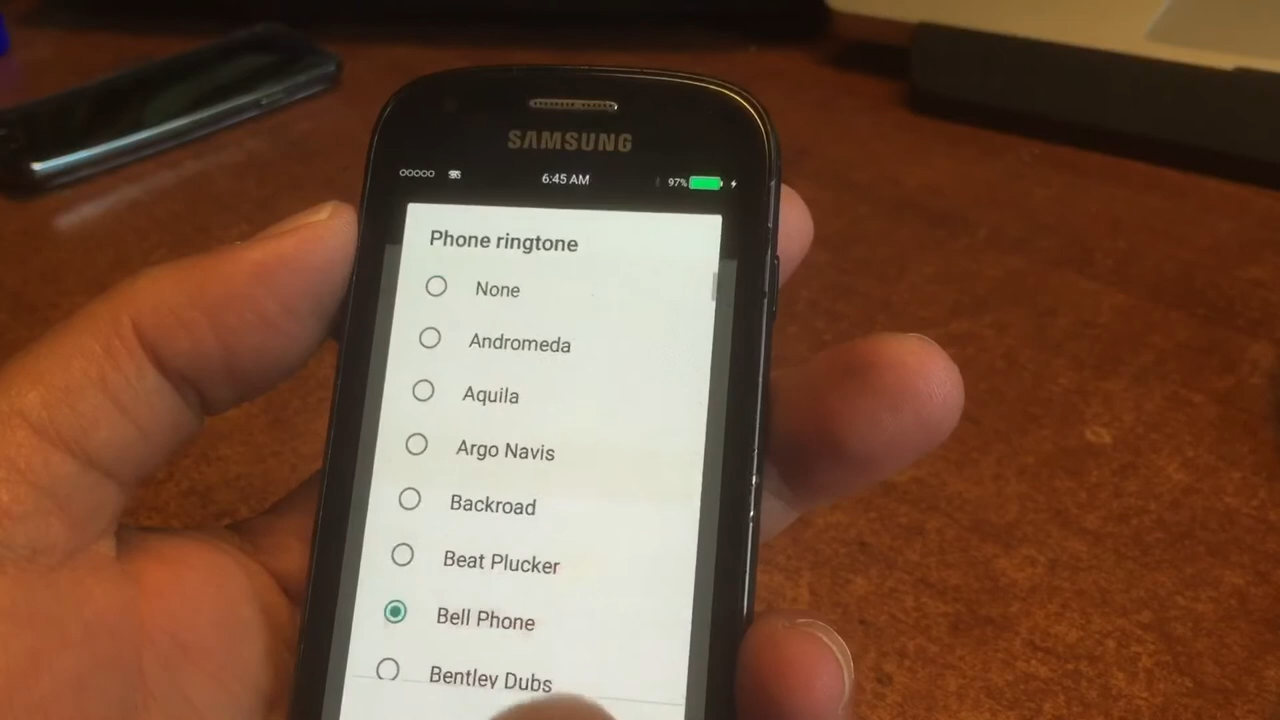 SAMSUNG
6:45 AM
97%
Phone ringtone
None
Andromeda
Aquila
Argo Navis
Backroad
Beat Plucker
Bell Phone
Bentley Dubs